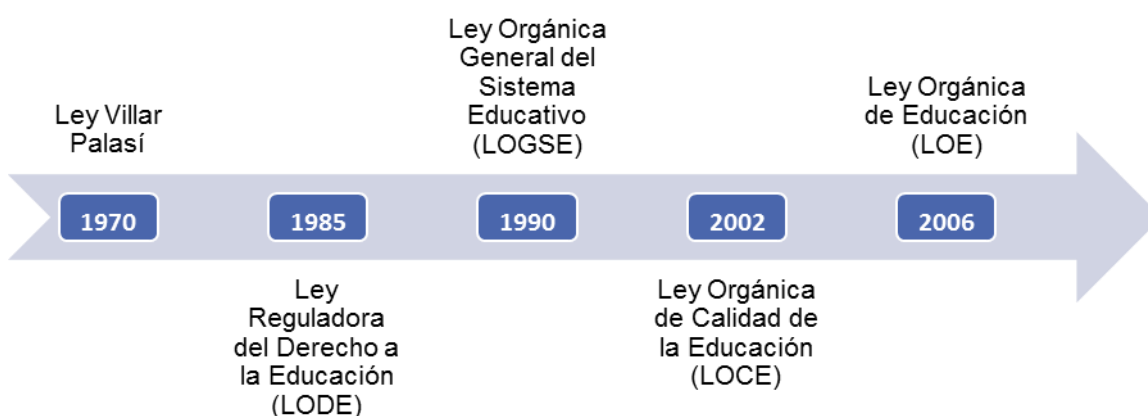 Ley Villar
Palasí
1970
Ley
Reguladora
del Derecho a
la Educación
(LODE)
1985
Ley Orgánica
General del
Sistema
Educativo
(LOGSE)
1990
Ley Orgánica
de Calidad de
la Educación
(LOCE)
2002
Ley Orgánica
de Educación
(LOE)
2006